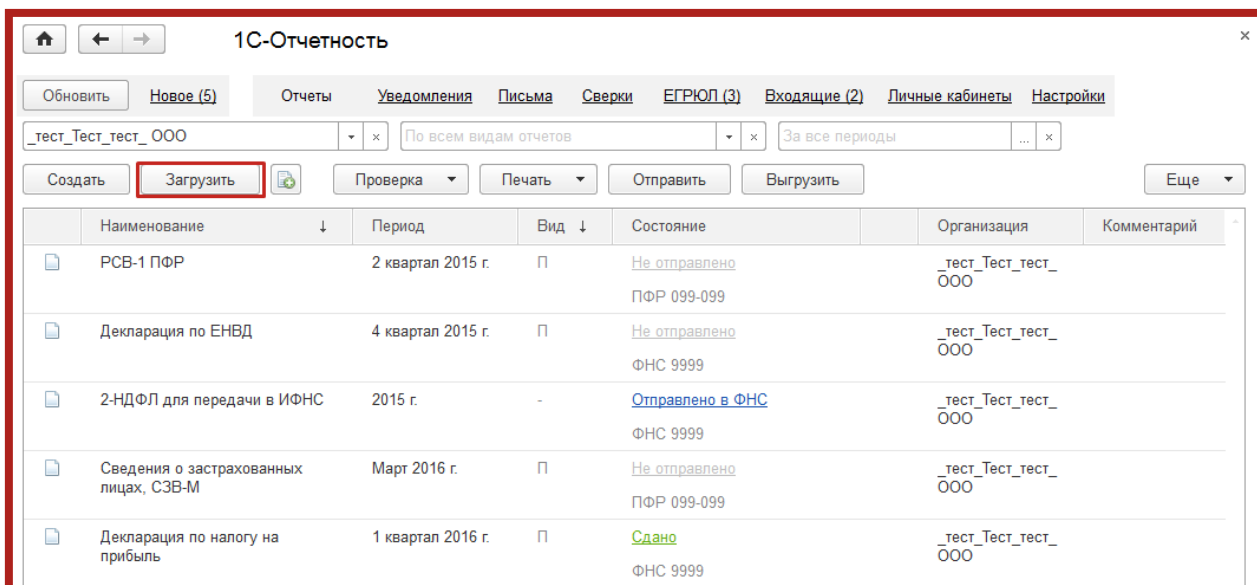 1С-Отчетность
Обновить Новое (5) Отчеты Уведомления Письма Сверки ЕГРЮЛ (3) Входящие (2) Личные кабинеты Настройки
_тест_Тест_тест_ ООО По всем видам отчетов За все периоды ...
Создать Загрузить Проверка Печать Отправить Выгрузить Еще
Наименование ↓ Период Вид ↓ Состояние Организация Комментарий
РСВ-1 ПФР 2 квартал 2015 г. П Не отправлено _тест_Тест_тест_
ООО
ПФР 099-099
Декларация по ЕНВД 4 квартал 2015 г. П Не отправлено _тест_Тест_тест_
ООО
ФНС 9999
2-НДФЛ для передачи в ИФНС 2015 г. - Отправлено в ФНС _тест_Тест_тест_
ООО
ФНС 9999
Сведения о застрахованных Март 2016 г. П Не отправлено _тест_Тест_тест_
лицах, СЗВ-М ООО
ПФР 099-099
Декларация по налогу на 1 квартал 2016 г. П Сдано _тест_Тест_тест_
прибыль ООО
ФНС 9999